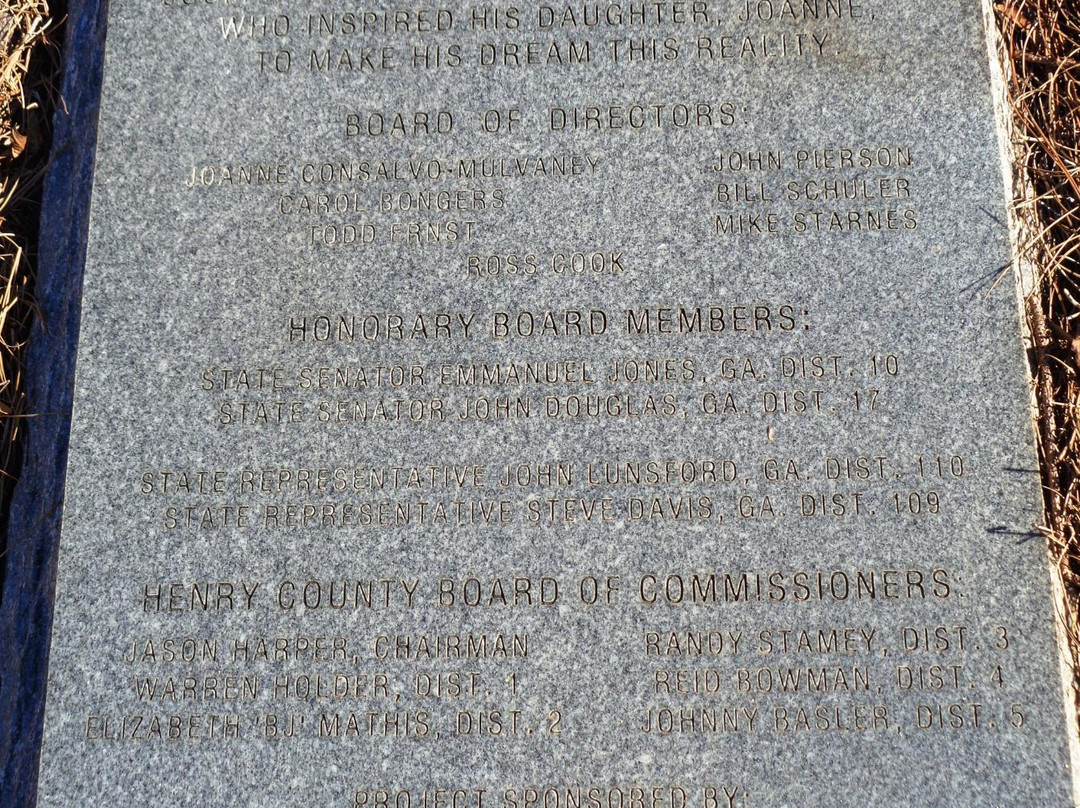 WHO INSPIRED HIS DAUGHTER, JOANNE,
TO MAKE HIS DREAM THIS REALITY.
BOARD OF DIRECTORS:
JOANNE CONSALVO-MULVANEY JOHN PIERSON
CAROL BONGERS BILL SCHULER
TODD ERNST MIKE STARNES
ROSS COOK
HONORARY BOARD MEMBERS:
STATE SENATOR EMMANUEL JONES, GA. DIST. 10
STATE SENATOR JOHN DOUGLAS, GA. DIST. 17
STATE REPRESENTATIVE JOHN LUNSFORD, GA. DIST. 110
STATE REPRESENTATIVE STEVE DAVIS, GA. DIST. 109
HENRY COUNTY BOARD OF COMMISSIONERS:
JASON HARPER, CHAIRMAN RANDY STAMEY, DIST. 3
WARREN HOLDER, DIST. 1 REID BOWMAN, DIST. 4
ELIZABETH 'BJ' MATHIS, DIST. 2 JOHNNY BASLER, DIST. 5
PROJECT SPONSORED BY: